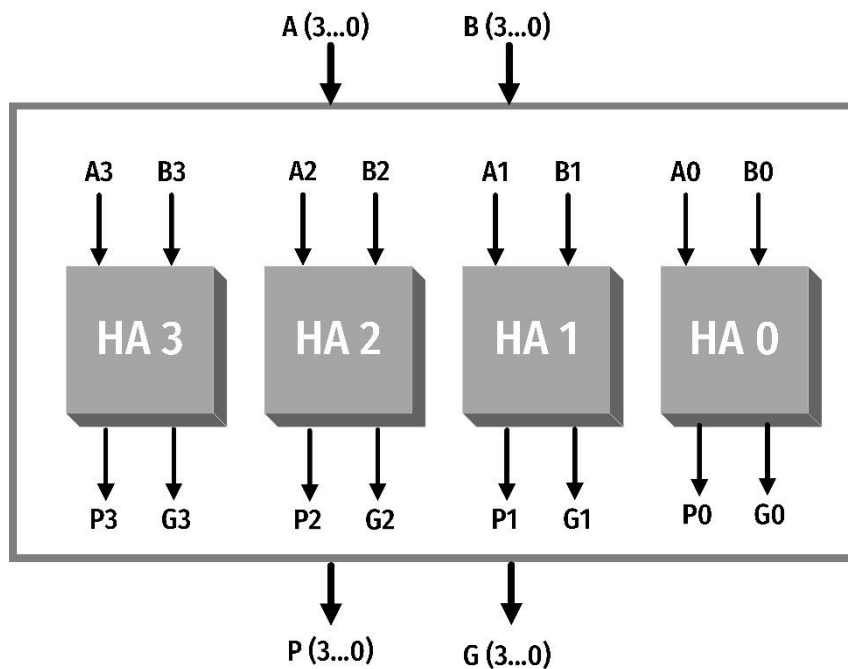 A (3...0) B (3...0)
A3 B3 A2 B2 A1 B1 A0 B0
HA 3 HA 2 HA 1 HA 0
P3 G3 P2 G2 P1 G1 P0 G0
P (3...0) G (3...0)